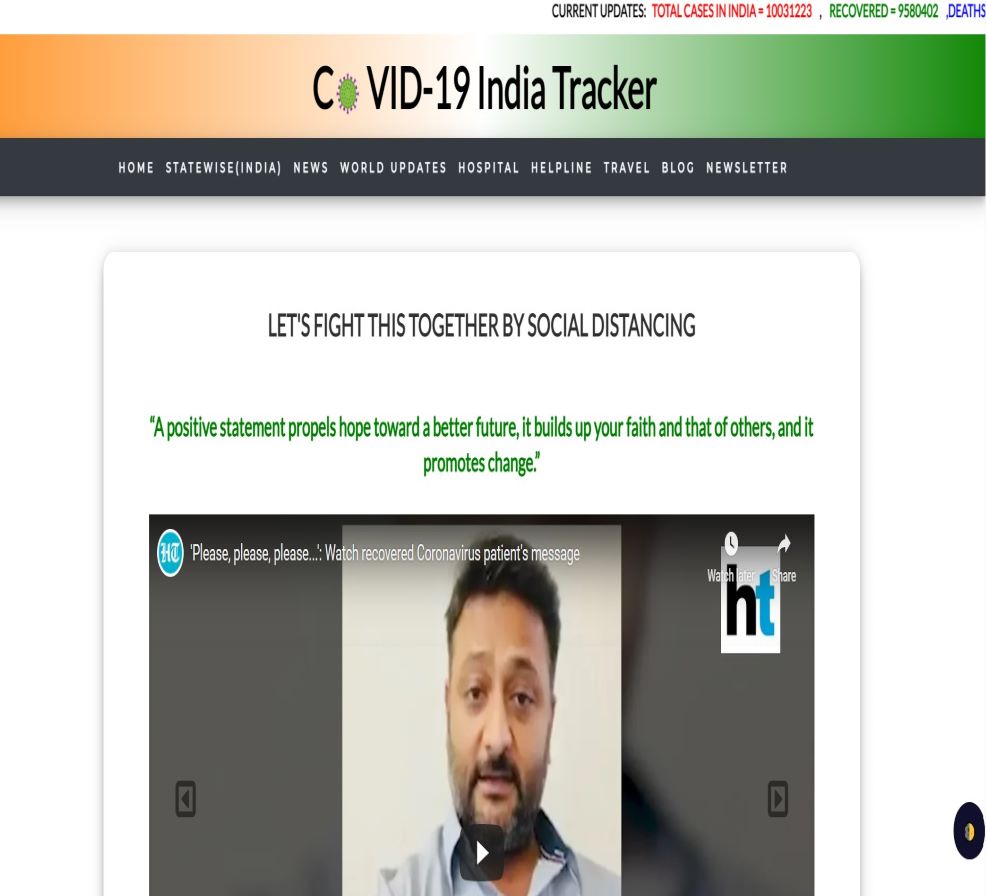 CURRENT UPDATES: TOTAL CASES IN INDIA = 10031223 , RECOVERED = 9580402 ,DEATHS
C VID-19 India Tracker
HOME STATEWISE(INDIA) NEWS WORLD UPDATES HOSPITAL HELPLINE TRAVEL BLOG NEWSLETTER
LET'S FIGHT THIS TOGETHER BY SOCIAL DISTANCING
“A positive statement propels hope toward a better future, it builds up your faith and that of others, and it
promotes change.”
HT 'Please, please, please...': Watch recovered Coronavirus patient's message
Watch later Share
ht